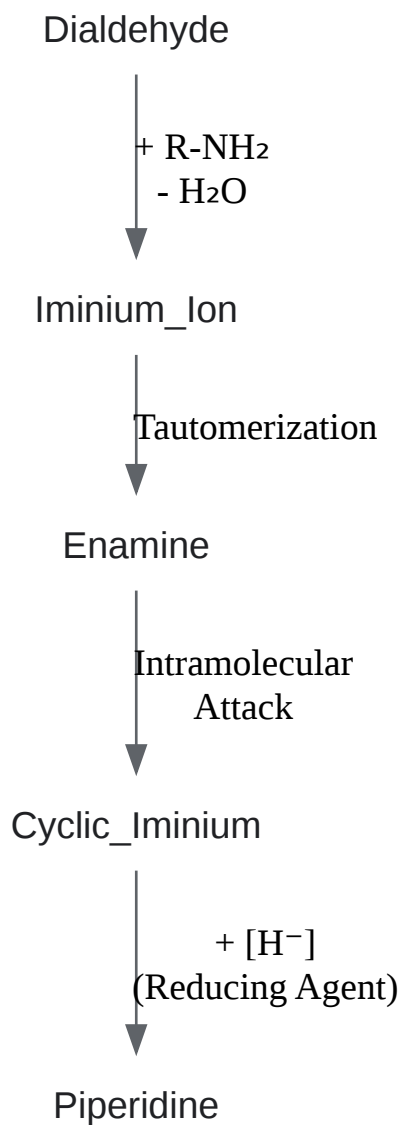 Dialdehyde
+ R-NH₂
- H₂O
Iminium_Ion
Tautomerization
Enamine
Intramolecular
Attack
Cyclic_Iminium
+ [H⁻]
(Reducing Agent)
Piperidine